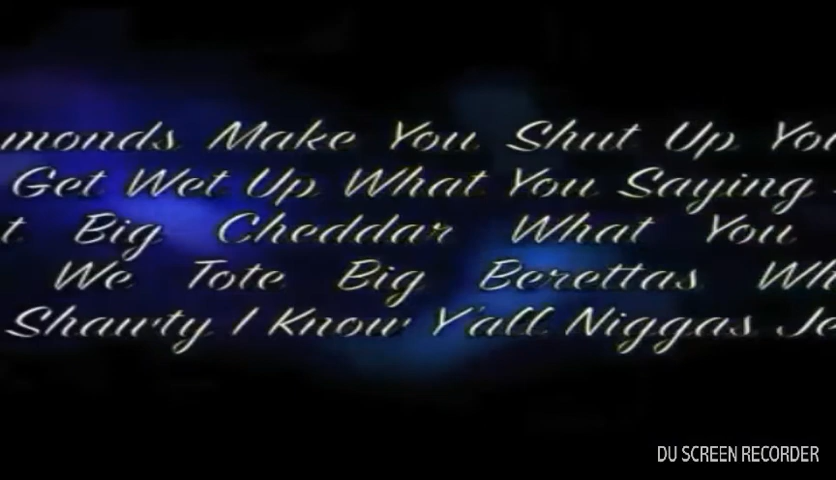 monds Make You Shut Up You
Get Wet Up What You Saying
t Big Cheddar What You
We Tote Big Berettas Wh
Shawty I Know Y'all Niggas Je
DU SCREEN RECORDER